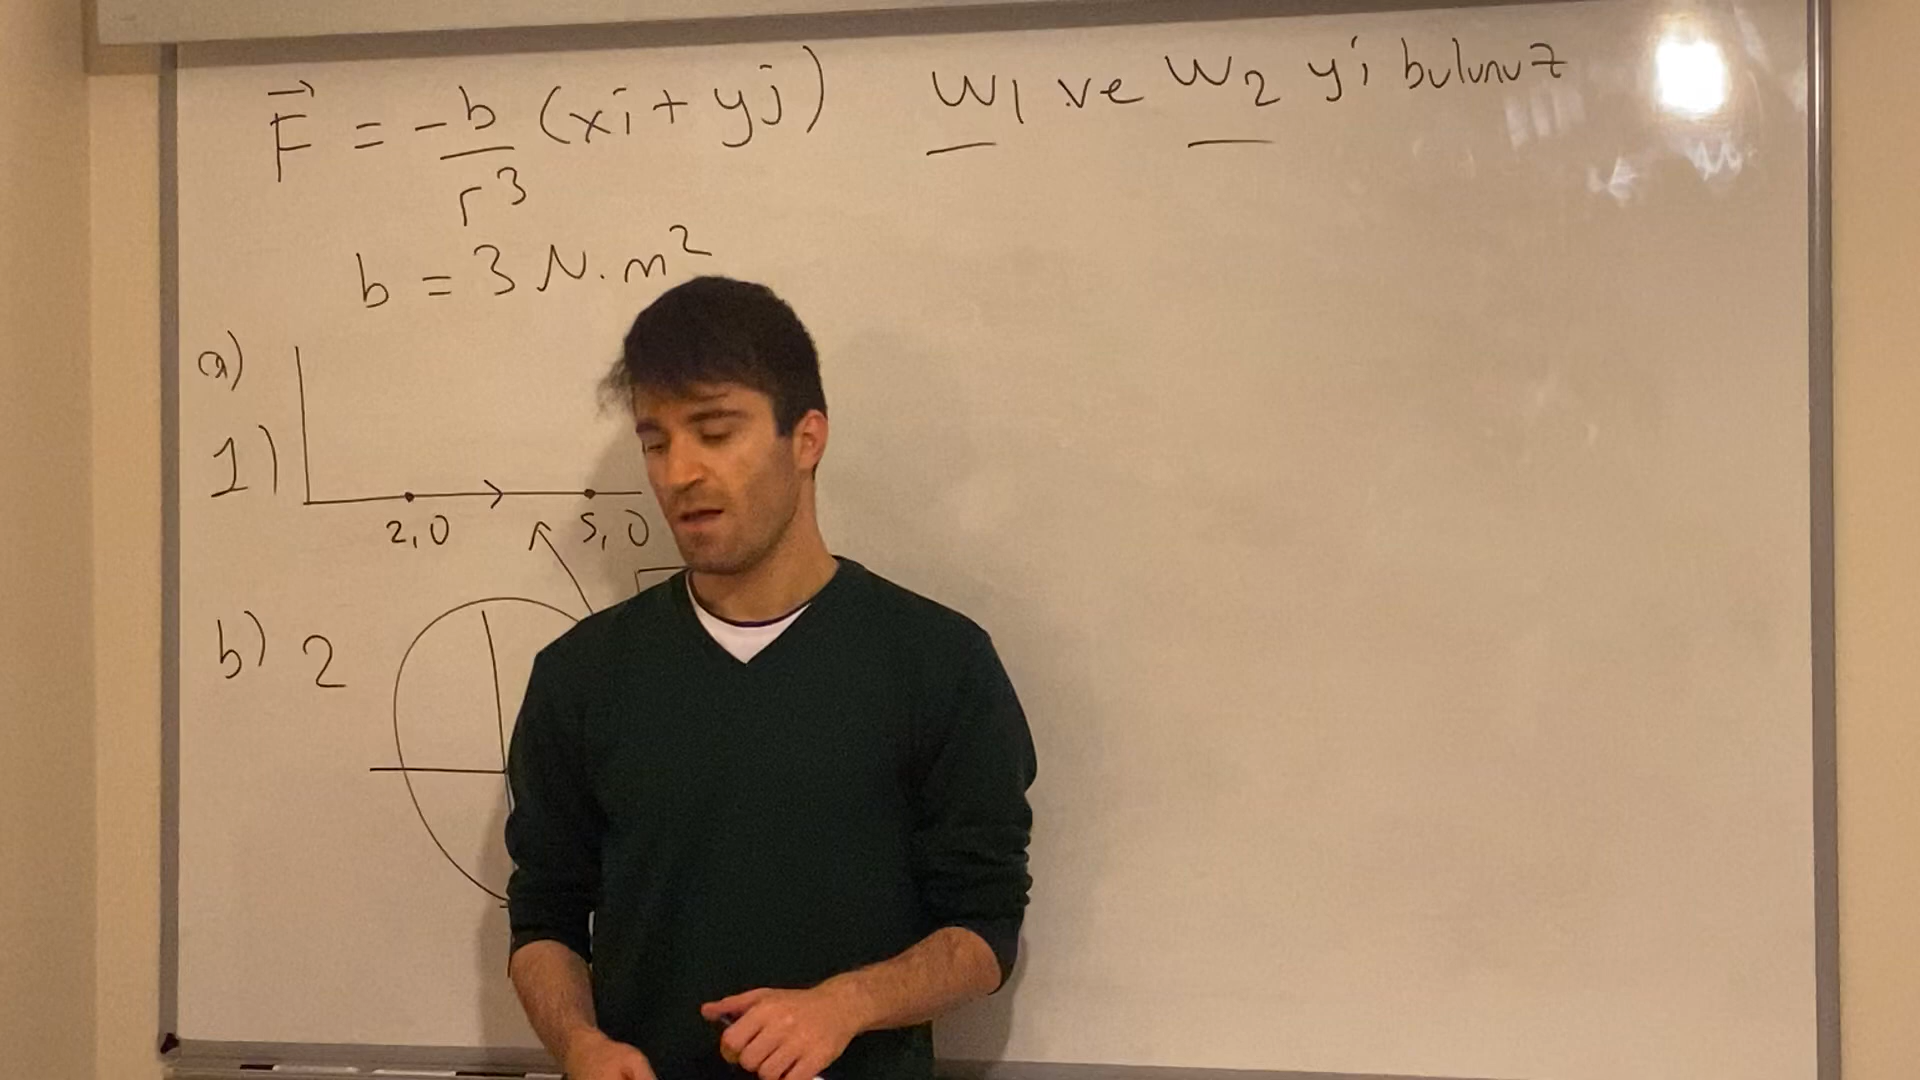 F = -b/r³ (xi + yj)
W1 ve W2 yi bulunuz
b = 3 N.m²
a)
1)
2,0 5,0
b) 2